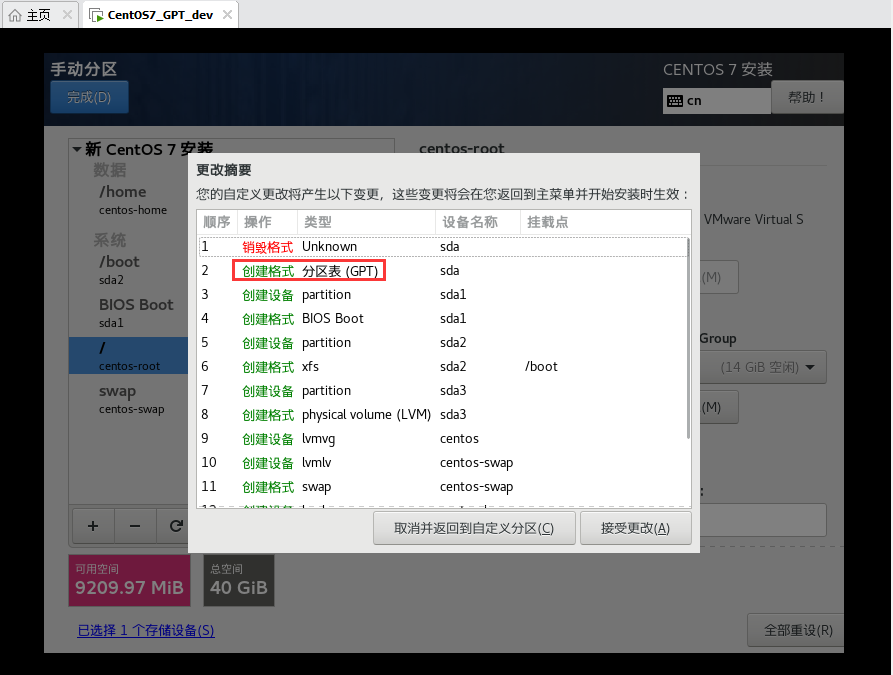 主页
CentOS7_GPT_dev
手动分区
CENTOS 7 安装
完成(D)
cn
帮助！
新 CentOS 7 安装
centos-root
数据
/home
centos-home
系统
/boot
sda2
BIOS Boot
sda1
/
centos-root
swap
centos-swap
VMware Virtual S
(M)
Group
(14 GiB 空闲)
(M)
:
更改摘要
您的自定义更改将产生以下变更，这些变更将会在您返回到主菜单并开始安装时生效：
顺序 操作 类型 设备名称 挂载点
1 销毁格式 Unknown sda
2 创建格式 分区表 (GPT) sda
3 创建设备 partition sda1
4 创建格式 BIOS Boot sda1
5 创建设备 partition sda2
6 创建格式 xfs sda2 /boot
7 创建设备 partition sda3
8 创建格式 physical volume (LVM) sda3
9 创建设备 lvmvg centos
10 创建设备 lvmlv centos-swap
11 创建格式 swap centos-swap
取消并返回到自定义分区(C)
接受更改(A)
+ −
可用空间
9209.97 MiB
总空间
40 GiB
已选择 1 个存储设备(S)
全部重设(R)